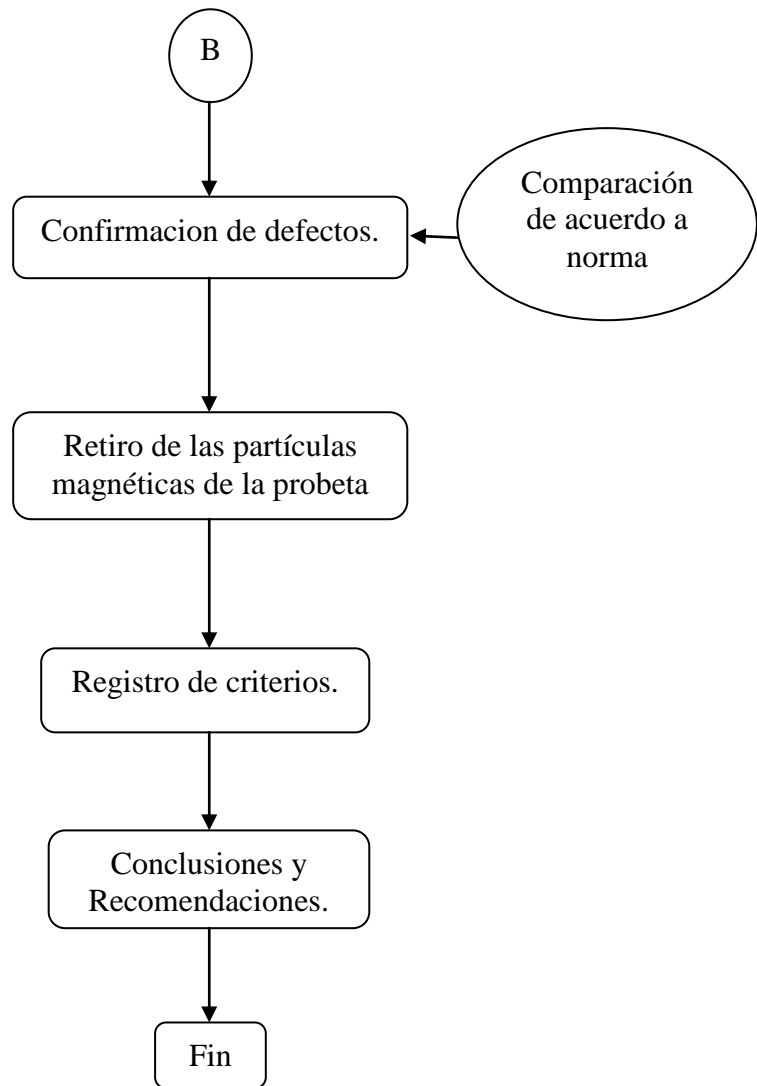 B
Comparación
de acuerdo a
norma
Confirmacion de defectos.
Retiro de las partículas
magnéticas de la probeta
Registro de criterios.
Conclusiones y
Recomendaciones.
Fin